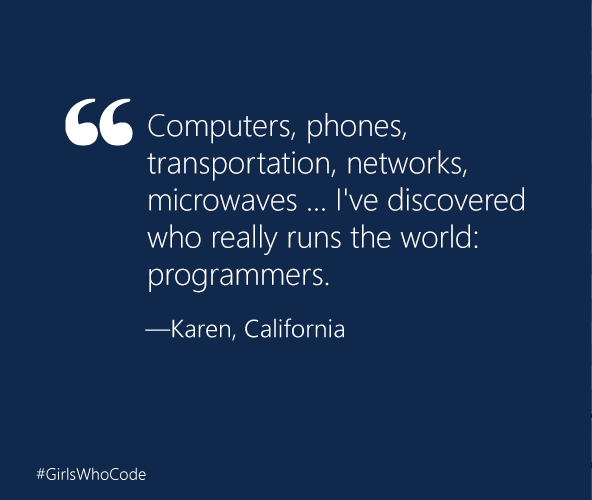 “
Computers, phones,
transportation, networks,
microwaves ... I've discovered
who really runs the world:
programmers.
—Karen, California
#GirlsWhoCode